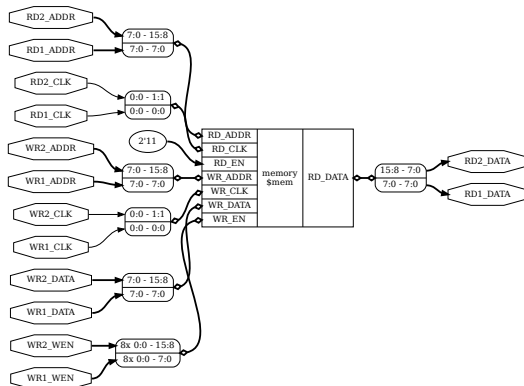 RD2_ADDR
RD1_ADDR
7:0 - 15:8
7:0 - 7:0
RD2_CLK
RD1_CLK
0:0 - 1:1
0:0 - 0:0
2'11
WR2_ADDR
WR1_ADDR
7:0 - 15:8
7:0 - 7:0
WR2_CLK
WR1_CLK
0:0 - 1:1
0:0 - 0:0
WR2_DATA
WR1_DATA
7:0 - 15:8
7:0 - 7:0
WR2_WEN
WR1_WEN
8x 0:0 - 15:8
8x 0:0 - 7:0
RD_ADDR
RD_CLK
RD_EN
WR_ADDR
WR_CLK
WR_DATA
WR_EN
memory
$mem
RD_DATA
15:8 - 7:0
7:0 - 7:0
RD2_DATA
RD1_DATA